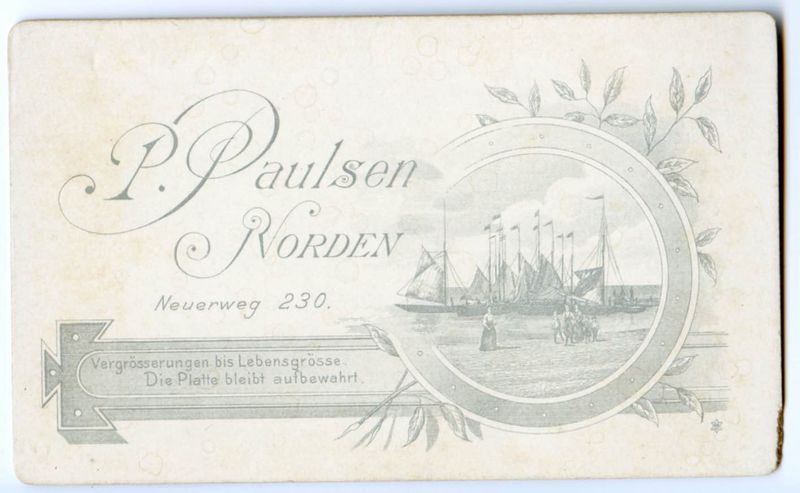 P. Paulsen
NORDEN
Neuerweg 230.
Vergrösserungen bis Lebensgrösse.
Die Platte bleibt aufbewahrt.